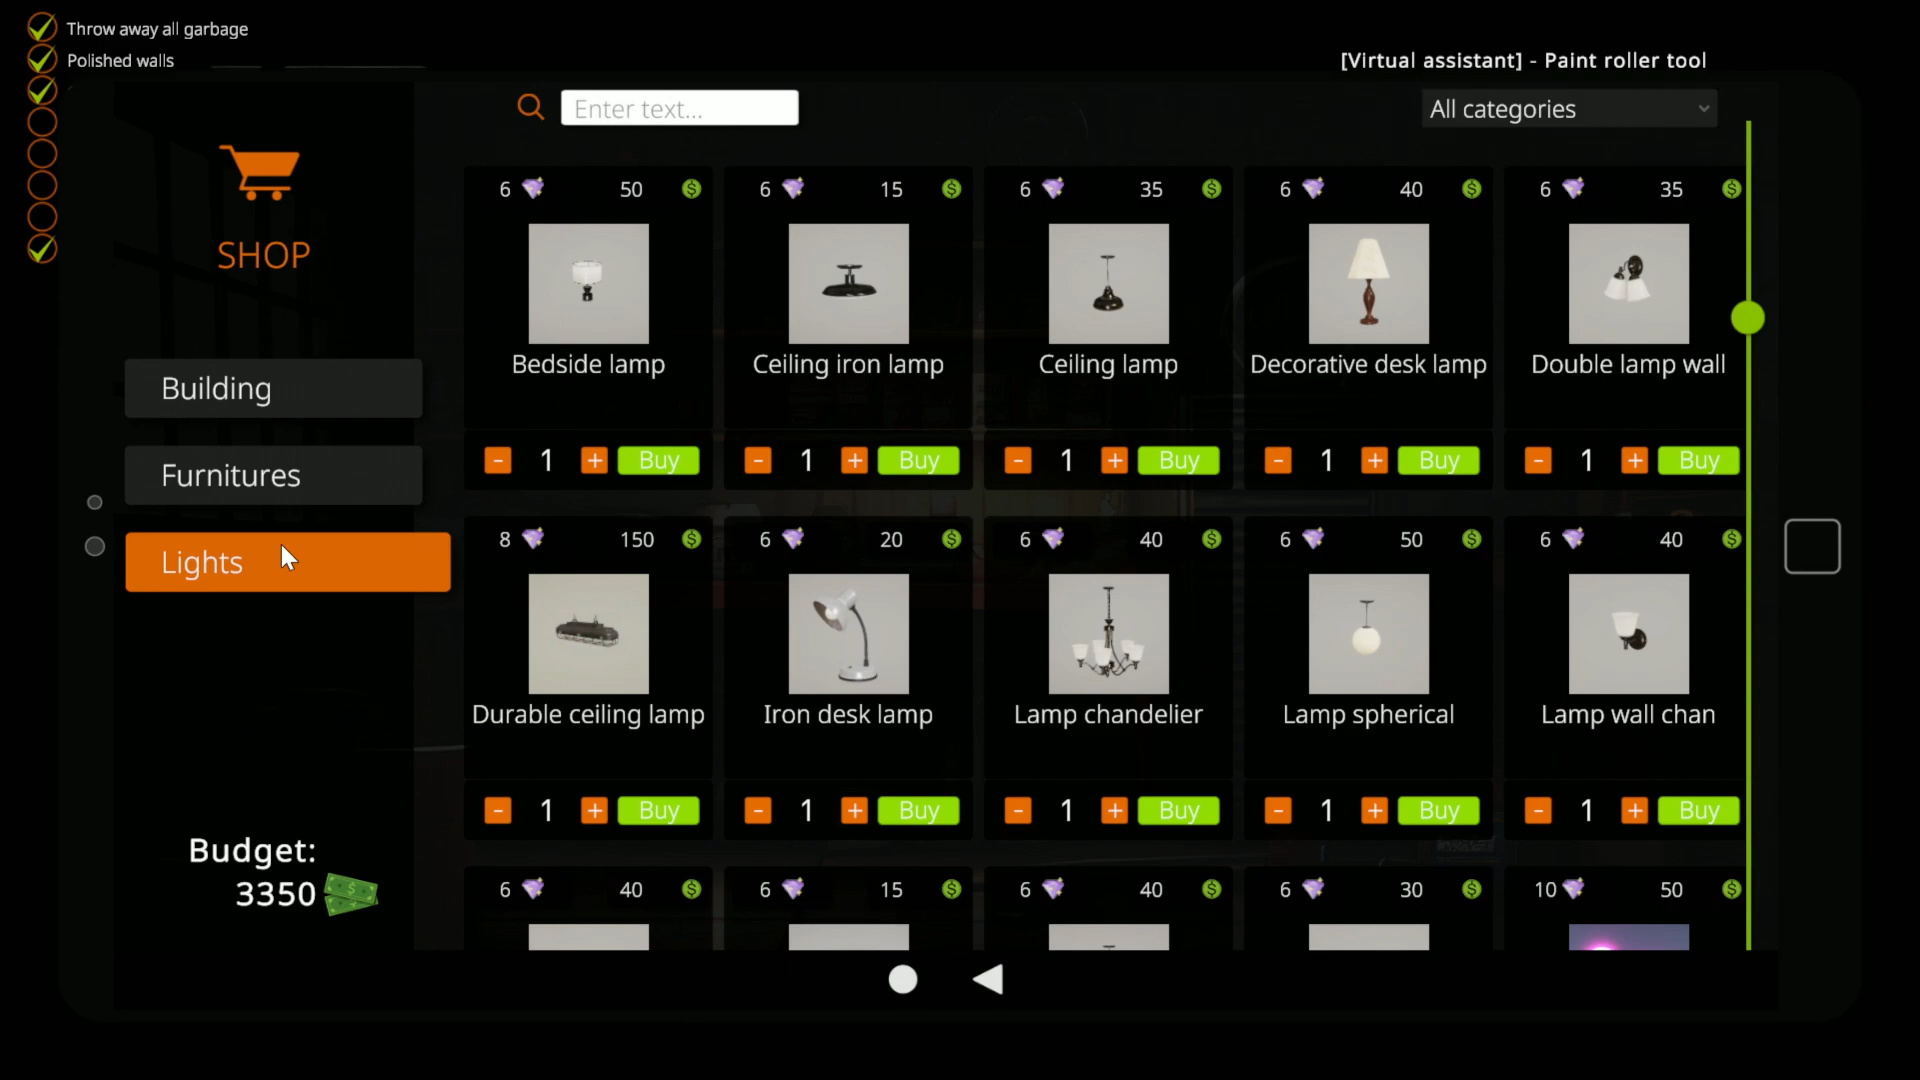 Throw away all garbage
Polished walls
[Virtual assistant] - Paint roller tool
Enter text...
All categories
SHOP
Building
Furnitures
Lights
Budget:
3350
6 50 6 15 6 35 6 40 6 35
Bedside lamp Ceiling iron lamp Ceiling lamp Decorative desk lamp Double lamp wall
- 1 + Buy - 1 + Buy - 1 + Buy - 1 + Buy - 1 + Buy
8 150 6 20 6 40 6 50 6 40
Durable ceiling lamp Iron desk lamp Lamp chandelier Lamp spherical Lamp wall chan
- 1 + Buy - 1 + Buy - 1 + Buy - 1 + Buy - 1 + Buy
6 40 6 15 6 40 6 30 10 50